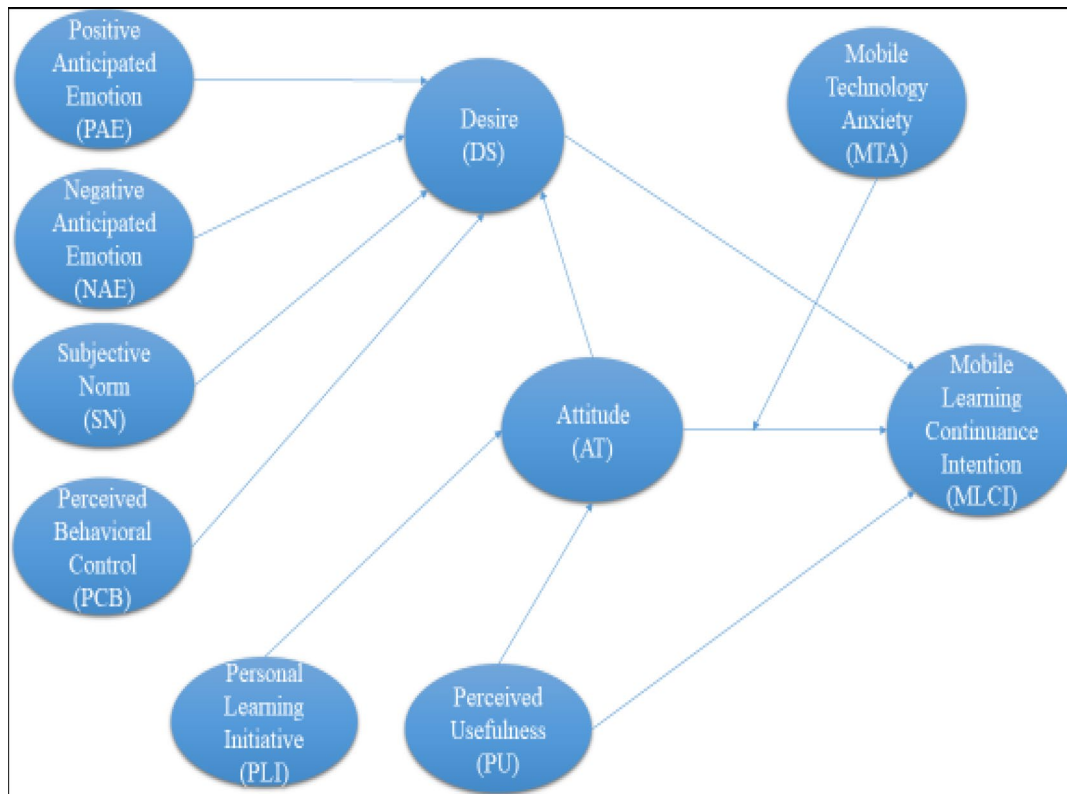 Positive
Anticipated
Emotion
(PAE)
Desire
(DS)
Mobile
Technology
Anxiety
(MTA)
Negative
Anticipated
Emotion
(NAE)
Subjective
Norm
(SN)
Attitude
(AT)
Mobile
Learning
Continuance
Intention
(MLCI)
Perceived
Behavioral
Control
(PCB)
Personal
Learning
Initiative
(PLI)
Perceived
Usefulness
(PU)